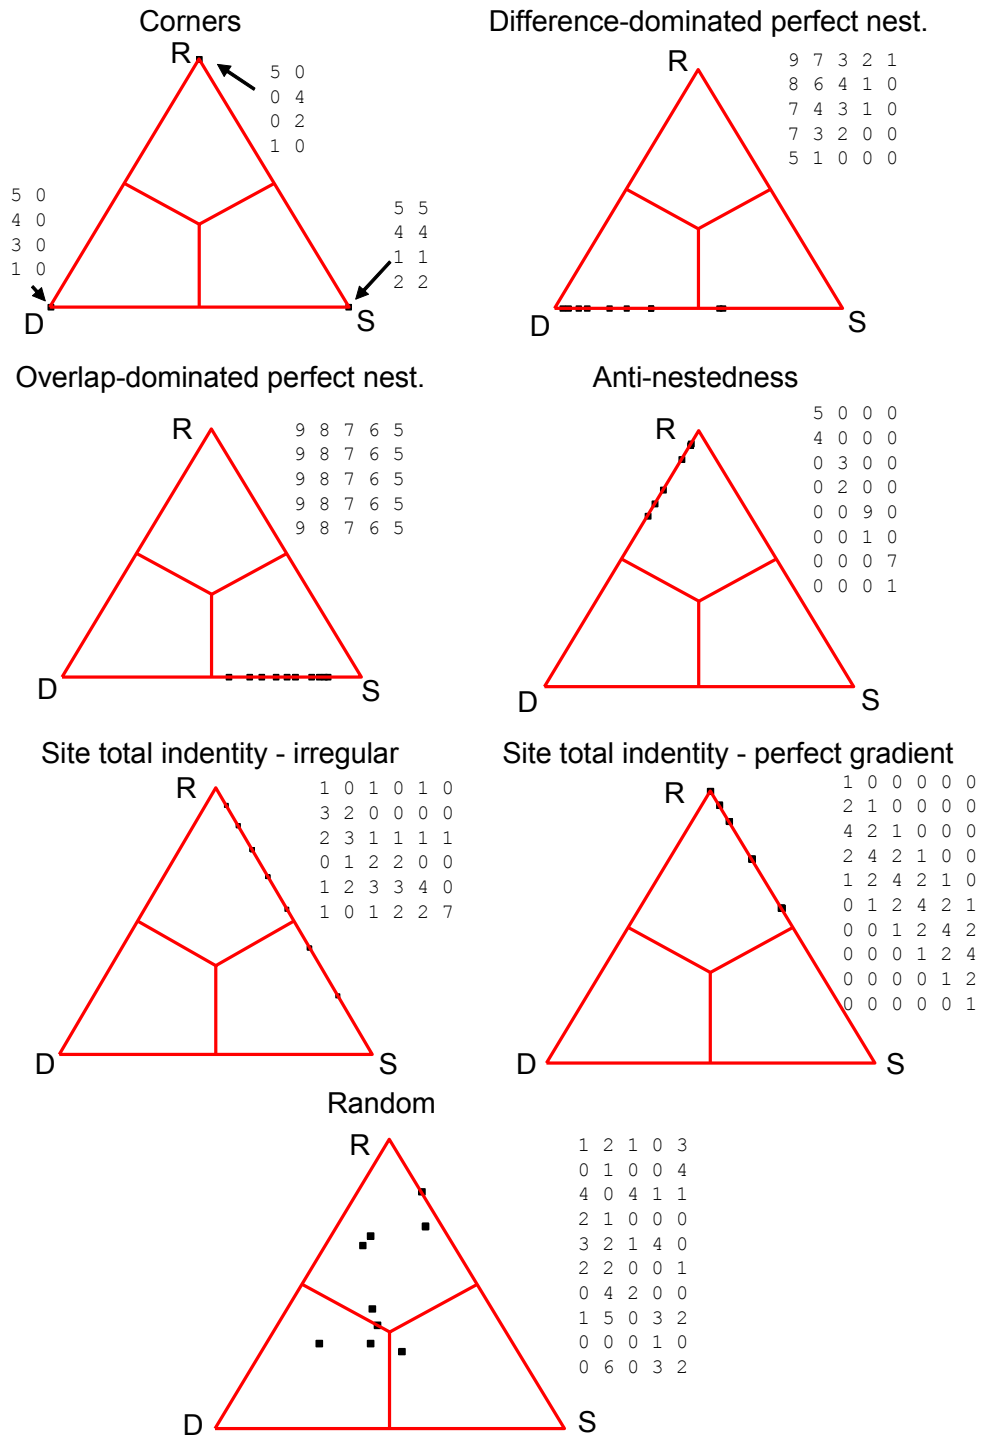 Corners
R
5 0
0 4
0 2
1 0
5 0
4 0
3 0
1 0
5 5
4 4
1 1
2 2
D
S
Difference-dominated perfect nest.
R
9 7 3 2 1
8 6 4 1 0
7 4 3 1 0
7 3 2 0 0
5 1 0 0 0
D
S
Overlap-dominated perfect nest.
R
9 8 7 6 5
9 8 7 6 5
9 8 7 6 5
9 8 7 6 5
9 8 7 6 5
D
S
Anti-nestedness
R
5 0 0 0
4 0 0 0
0 3 0 0
0 2 0 0
0 0 9 0
0 0 1 0
0 0 0 7
0 0 0 1
D
S
Site total indentity - irregular
R
1 0 1 0 1 0
3 2 0 0 0 0
2 3 1 1 1 1
0 1 2 2 0 0
1 2 3 3 4 0
1 0 1 2 2 7
D
S
Site total indentity - perfect gradient
R
1 0 0 0 0 0
2 1 0 0 0 0
4 2 1 0 0 0
2 4 2 1 0 0
1 2 4 2 1 0
0 1 2 4 2 1
0 0 1 2 4 2
0 0 0 1 2 4
0 0 0 0 1 2
0 0 0 0 0 1
D
S
Random
R
1 2 1 0 3
0 1 0 0 4
4 0 4 1 1
2 1 0 0 0
3 2 1 4 0
2 2 0 0 1
0 4 2 0 0
1 5 0 3 2
0 0 0 1 0
0 6 0 3 2
D
S